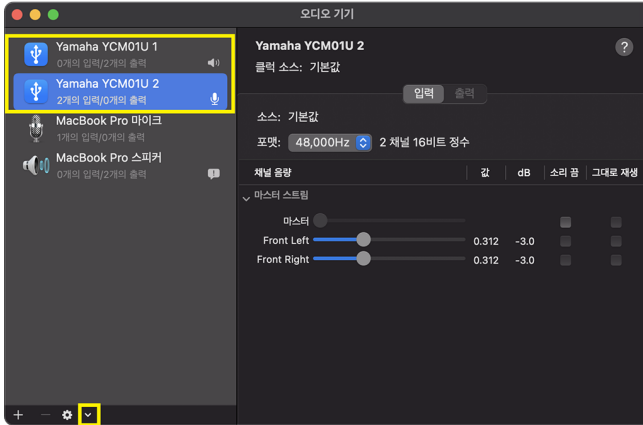 오디오 기기
Yamaha YCM01U 1
0개의 입력/2개의 출력
Yamaha YCM01U 2
2개의 입력/0개의 출력
MacBook Pro 마이크
1개의 입력/0개의 출력
MacBook Pro 스피커
0개의 입력/2개의 출력
Yamaha YCM01U 2
?
클럭 소스: 기본값
입력 출력
소스: 기본값
포맷: 48,000Hz 2 채널 16비트 정수
채널 음량 값 dB 소리 끔 그대로 재생
마스터 스트림
마스터
Front Left 0.312 -3.0
Front Right 0.312 -3.0